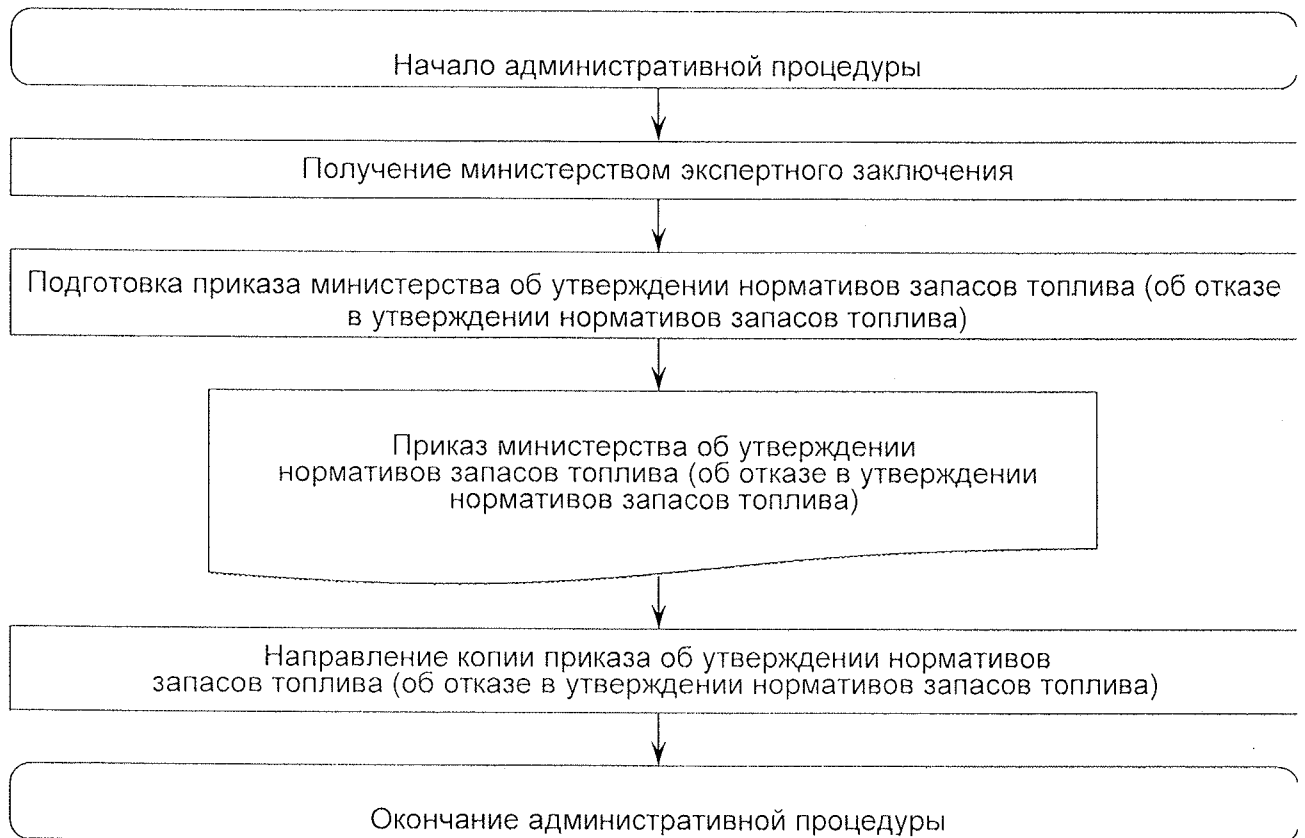 Начало административной процедуры
Получение министерством экспертного заключения
Подготовка приказа министерства об утверждении нормативов запасов топлива (об отказе
в утверждении нормативов запасов топлива)
Приказ министерства об утверждении
нормативов запасов топлива (об отказе в утверждении
нормативов запасов топлива)
Направление копии приказа об утверждении нормативов
запасов топлива (об отказе в утверждении нормативов запасов топлива)
Окончание административной процедуры